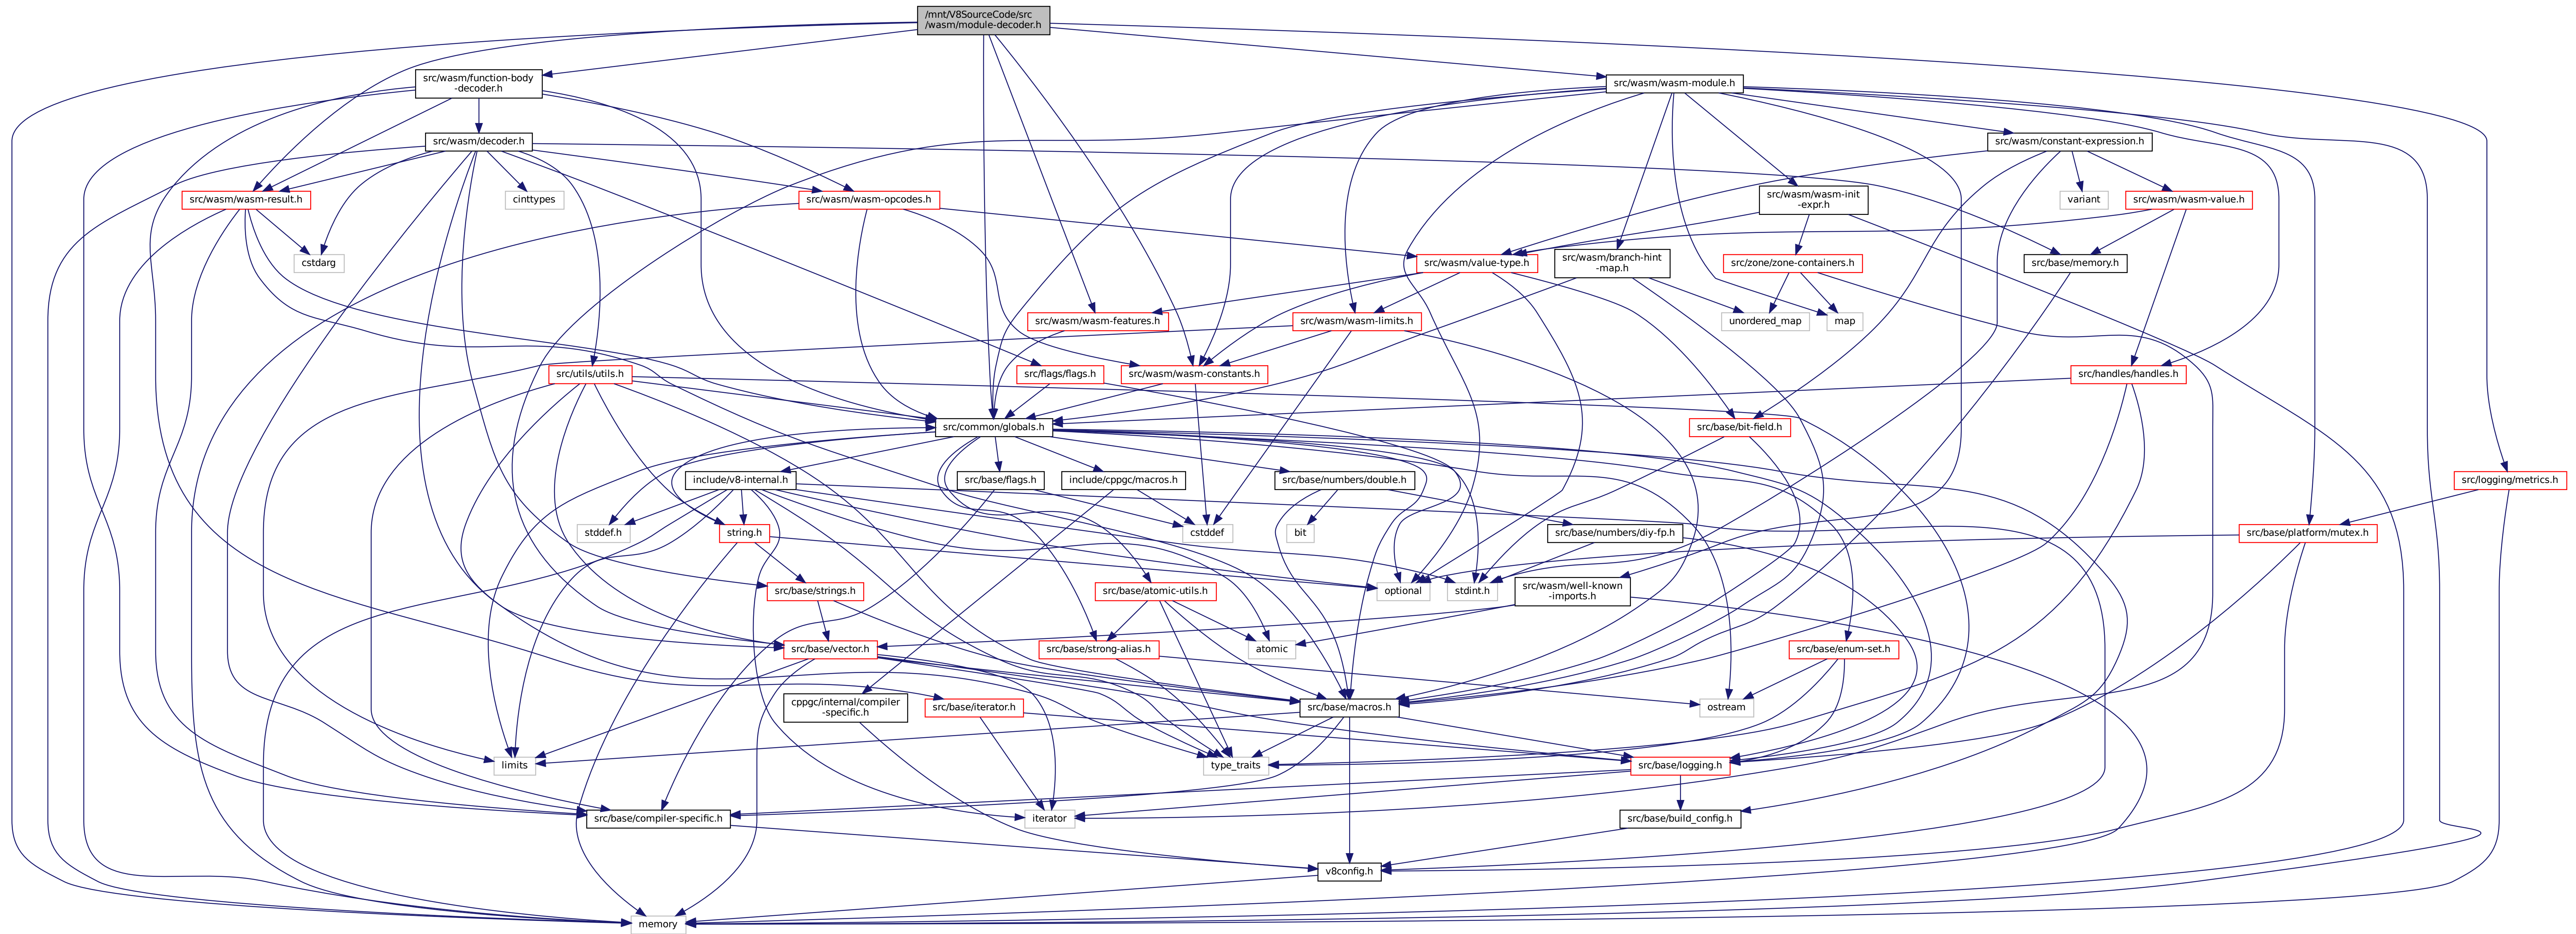 /mnt/V8SourceCode/src
/wasm/module-decoder.h
src/wasm/function-body
-decoder.h
src/wasm/wasm-module.h
src/wasm/decoder.h
src/wasm/constant-expression.h
src/wasm/wasm-result.h
cinttypes
src/wasm/wasm-opcodes.h
src/wasm/wasm-init
-expr.h
variant
src/wasm/wasm-value.h
cstdarg
src/wasm/value-type.h
src/wasm/branch-hint
-map.h
src/zone/zone-containers.h
src/base/memory.h
src/wasm/wasm-features.h
src/wasm/wasm-limits.h
unordered_map
map
src/utils/utils.h
src/flags/flags.h
src/wasm/wasm-constants.h
src/handles/handles.h
src/common/globals.h
src/base/bit-field.h
include/v8-internal.h
src/base/flags.h
include/cppgc/macros.h
src/base/numbers/double.h
src/logging/metrics.h
stddef.h
string.h
cstddef
bit
src/base/numbers/diy-fp.h
src/base/platform/mutex.h
src/base/strings.h
src/base/atomic-utils.h
optional
stdint.h
src/wasm/well-known
-imports.h
src/base/vector.h
src/base/strong-alias.h
atomic
src/base/enum-set.h
cppgc/internal/compiler
-specific.h
src/base/iterator.h
src/base/macros.h
ostream
limits
type_traits
src/base/logging.h
src/base/compiler-specific.h
iterator
src/base/build_config.h
v8config.h
memory